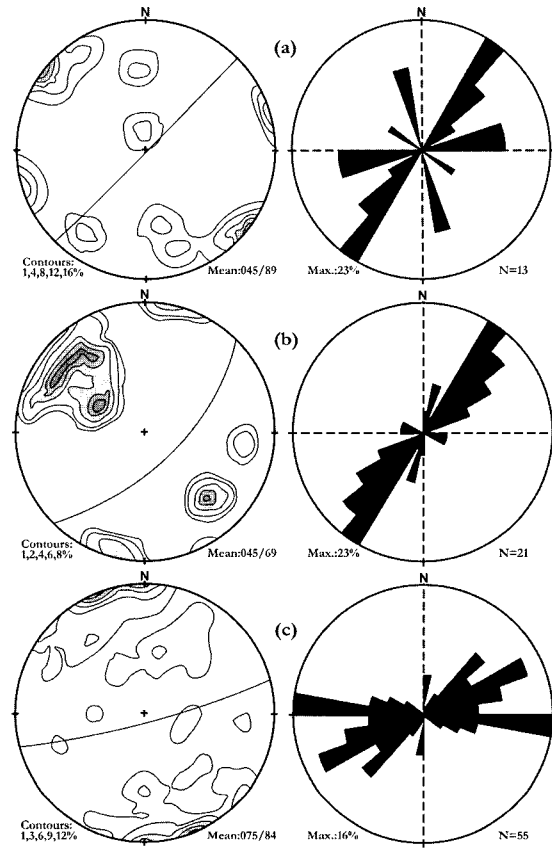 N
N
(a)
Contours:
1,4,8,12,16%
Mean:045/89
Max.:23%
N=13
N
N
(b)
Contours:
1,2,4,6,8%
Mean:045/69
Max.:23%
N=21
N
N
(c)
Contours:
1,3,6,9,12%
Mean:075/84
Max.:16%
N=55